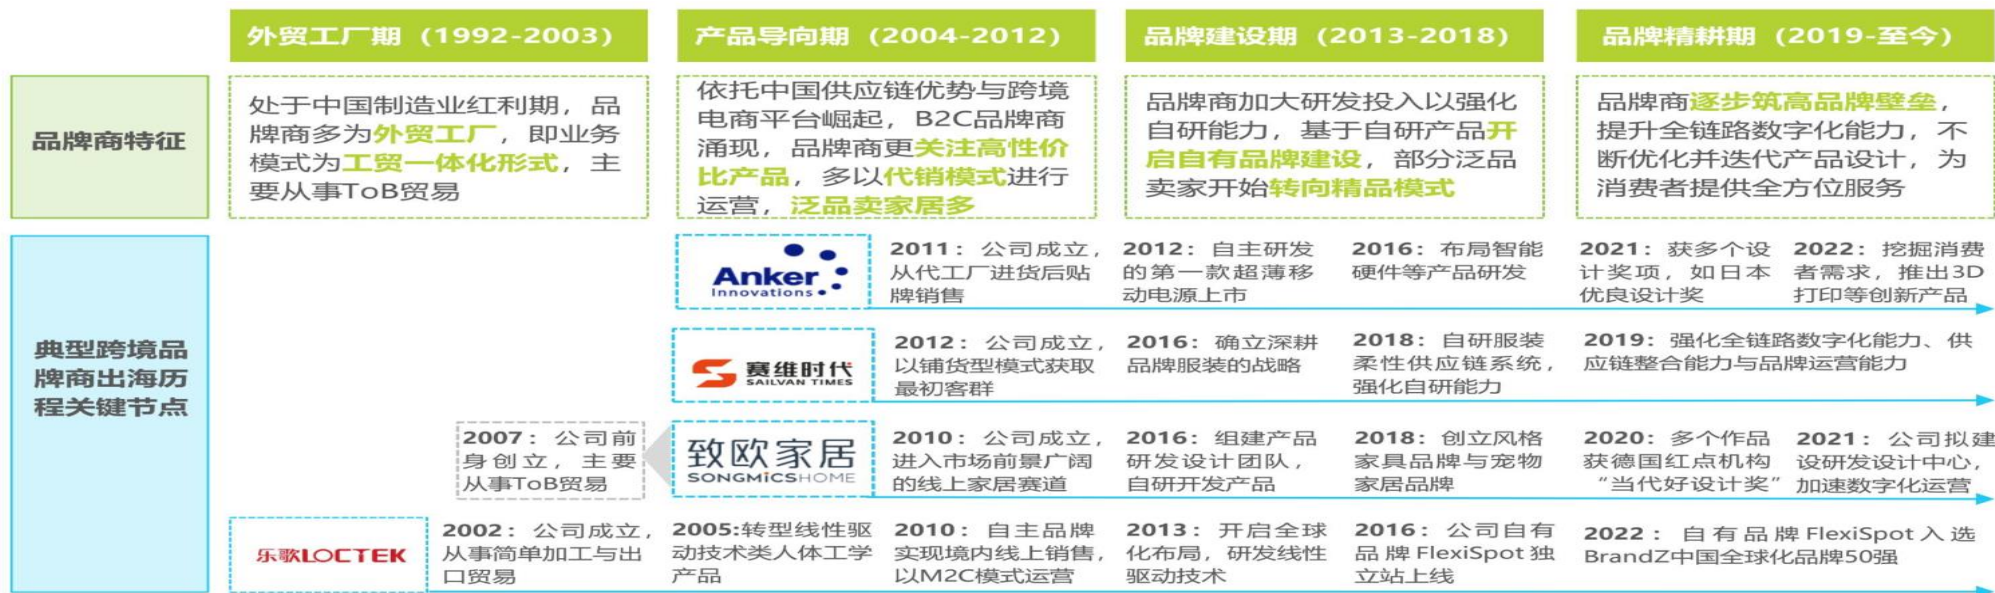 外贸工厂期（1992-2003）
产品导向期（2004-2012）
品牌建设期（2013-2018）
品牌精耕期（2019-至今）
品牌商特征
处于中国制造业红利期，品
牌商多为外贸工厂，即业务
模式为工贸一体化形式，主
要从事ToB贸易
依托中国供应链优势与跨境
电商平台崛起，B2C品牌商
涌现，品牌商更关注高性价
比产品，多以代销模式进行
运营，泛品卖家居多
品牌商加大研发投入以强化
自研能力，基于自研产品开
启自有品牌建设，部分泛品
卖家开始转向精品模式
品牌商逐步筑高品牌壁垒，
提升全链路数字化能力，不
断优化并迭代产品设计，为
消费者提供全方位服务
典型跨境品
牌商出海历
程关键节点
Anker
Innovations
2011：公司成立，
从代工厂进货后贴
牌销售
2012：自主研发
的第一款超薄移
动电源上市
2016：布局智能
硬件等产品研发
2021：获多个设
计奖项，如日本
优良设计奖
2022：挖掘消费
者需求，推出3D
打印等创新产品
赛维时代
SAILVAN TIMES
2012：公司成立，
以铺货型模式获取
最初客群
2016：确立深耕
品牌服装的战略
2018：自研服装
柔性供应链系统，
强化自研能力
2019：强化全链路数字化能力、供
应链整合能力与品牌运营能力
2007：公司前
身创立，主要
从事ToB贸易
致欧家居
SONGMICSHOME
2010：公司成立，
进入市场前景广阔
的线上家居赛道
2016：组建产品
研发设计团队，
自研开发产品
2018：创立风格
家具品牌与宠物
家居品牌
2020：多个作品
获德国红点机构
“当代好设计奖”
2021：公司拟建
设研发设计中心，
加速数字化运营
乐歌LOCTEK
2002：公司成立，
从事简单加工与出
口贸易
2005:转型线性驱
动技术类人体工学
产品
2010：自主品牌
实现境内线上销售，
以M2C模式运营
2013：开启全球
化布局，研发线性
驱动技术
2016：公司自有
品牌FlexiSpot独
立站上线
2022：自有品牌FlexiSpot入选
BrandZ中国全球化品牌50强